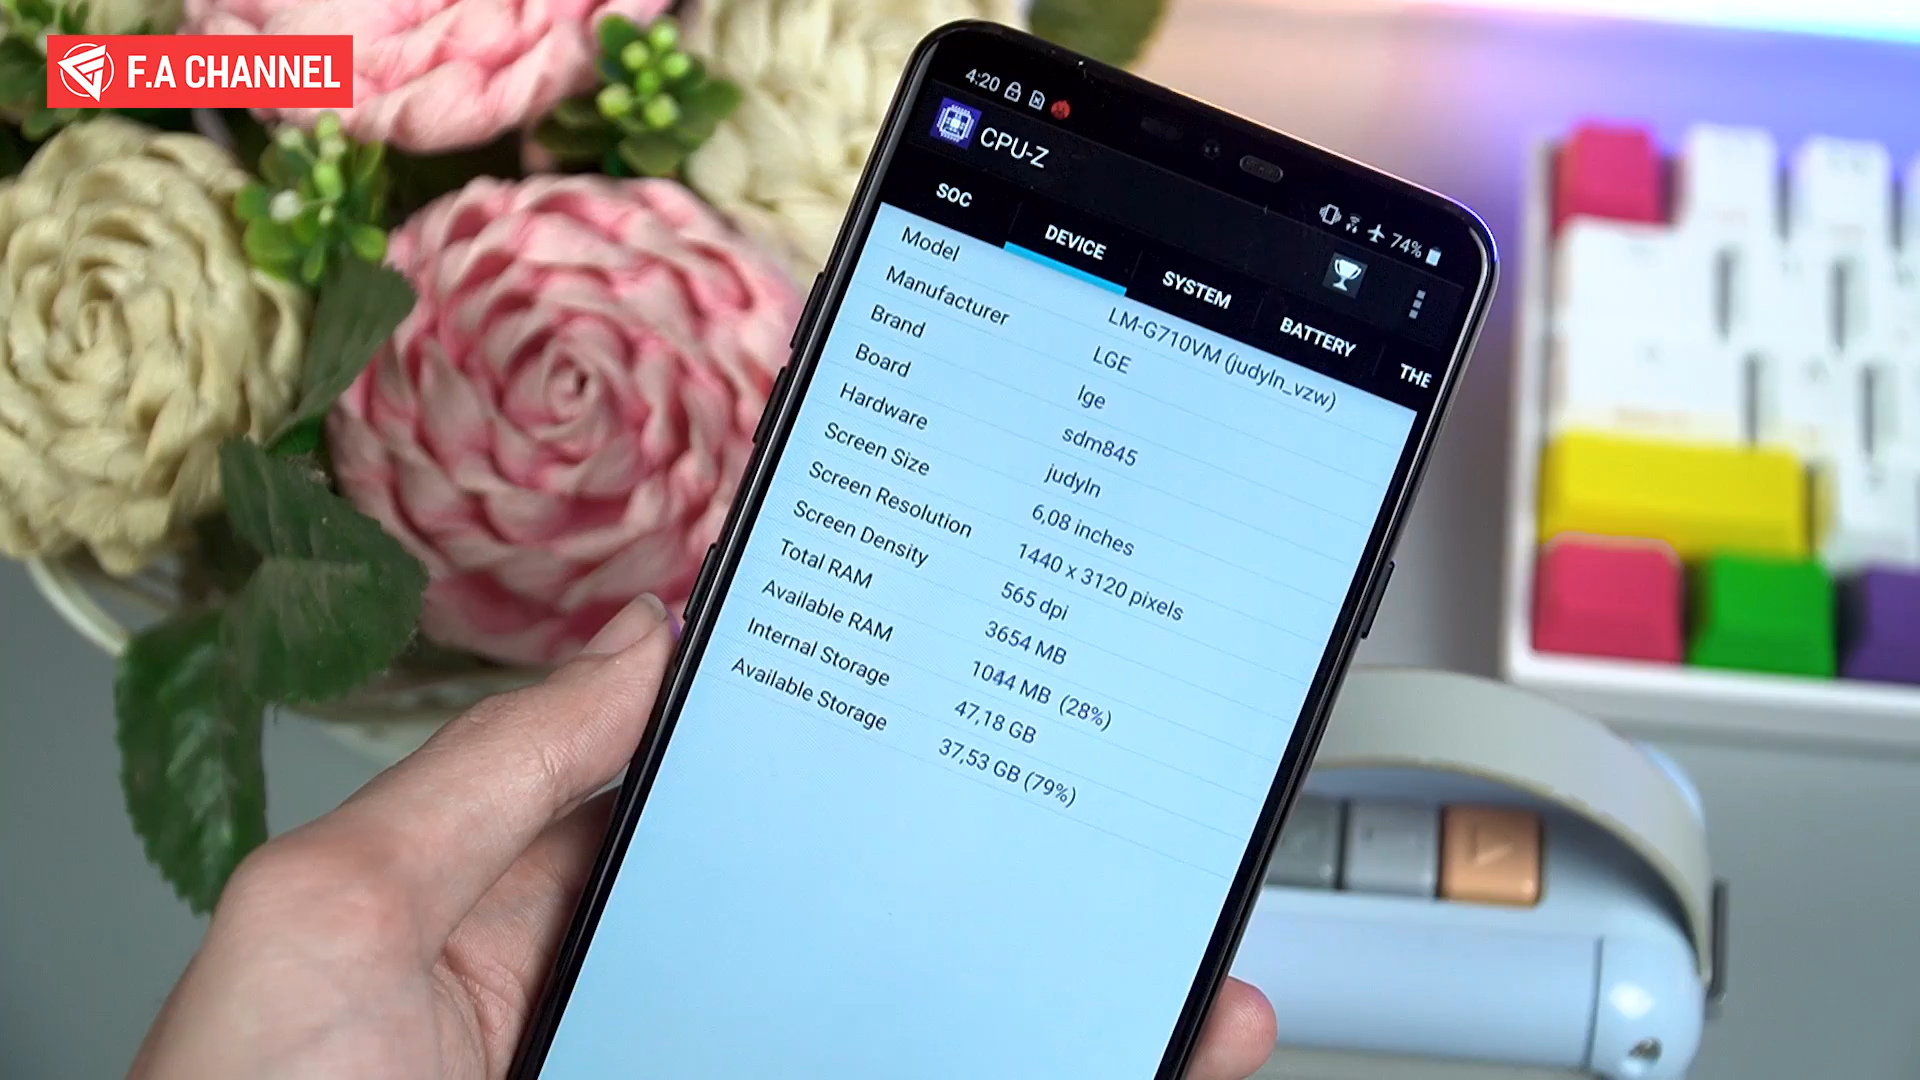 F.A CHANNEL
4:20
74%
CPU-Z
SOC
DEVICE
SYSTEM
BATTERY
THE
Model LM-G710VM (judyln_vzw)
Manufacturer LGE
Brand lge
Board sdm845
Hardware judyln
Screen Size 6,08 inches
Screen Resolution 1440 x 3120 pixels
Screen Density 565 dpi
Total RAM 3654 MB
Available RAM 1044 MB (28%)
Internal Storage 47,18 GB
Available Storage 37,53 GB (79%)